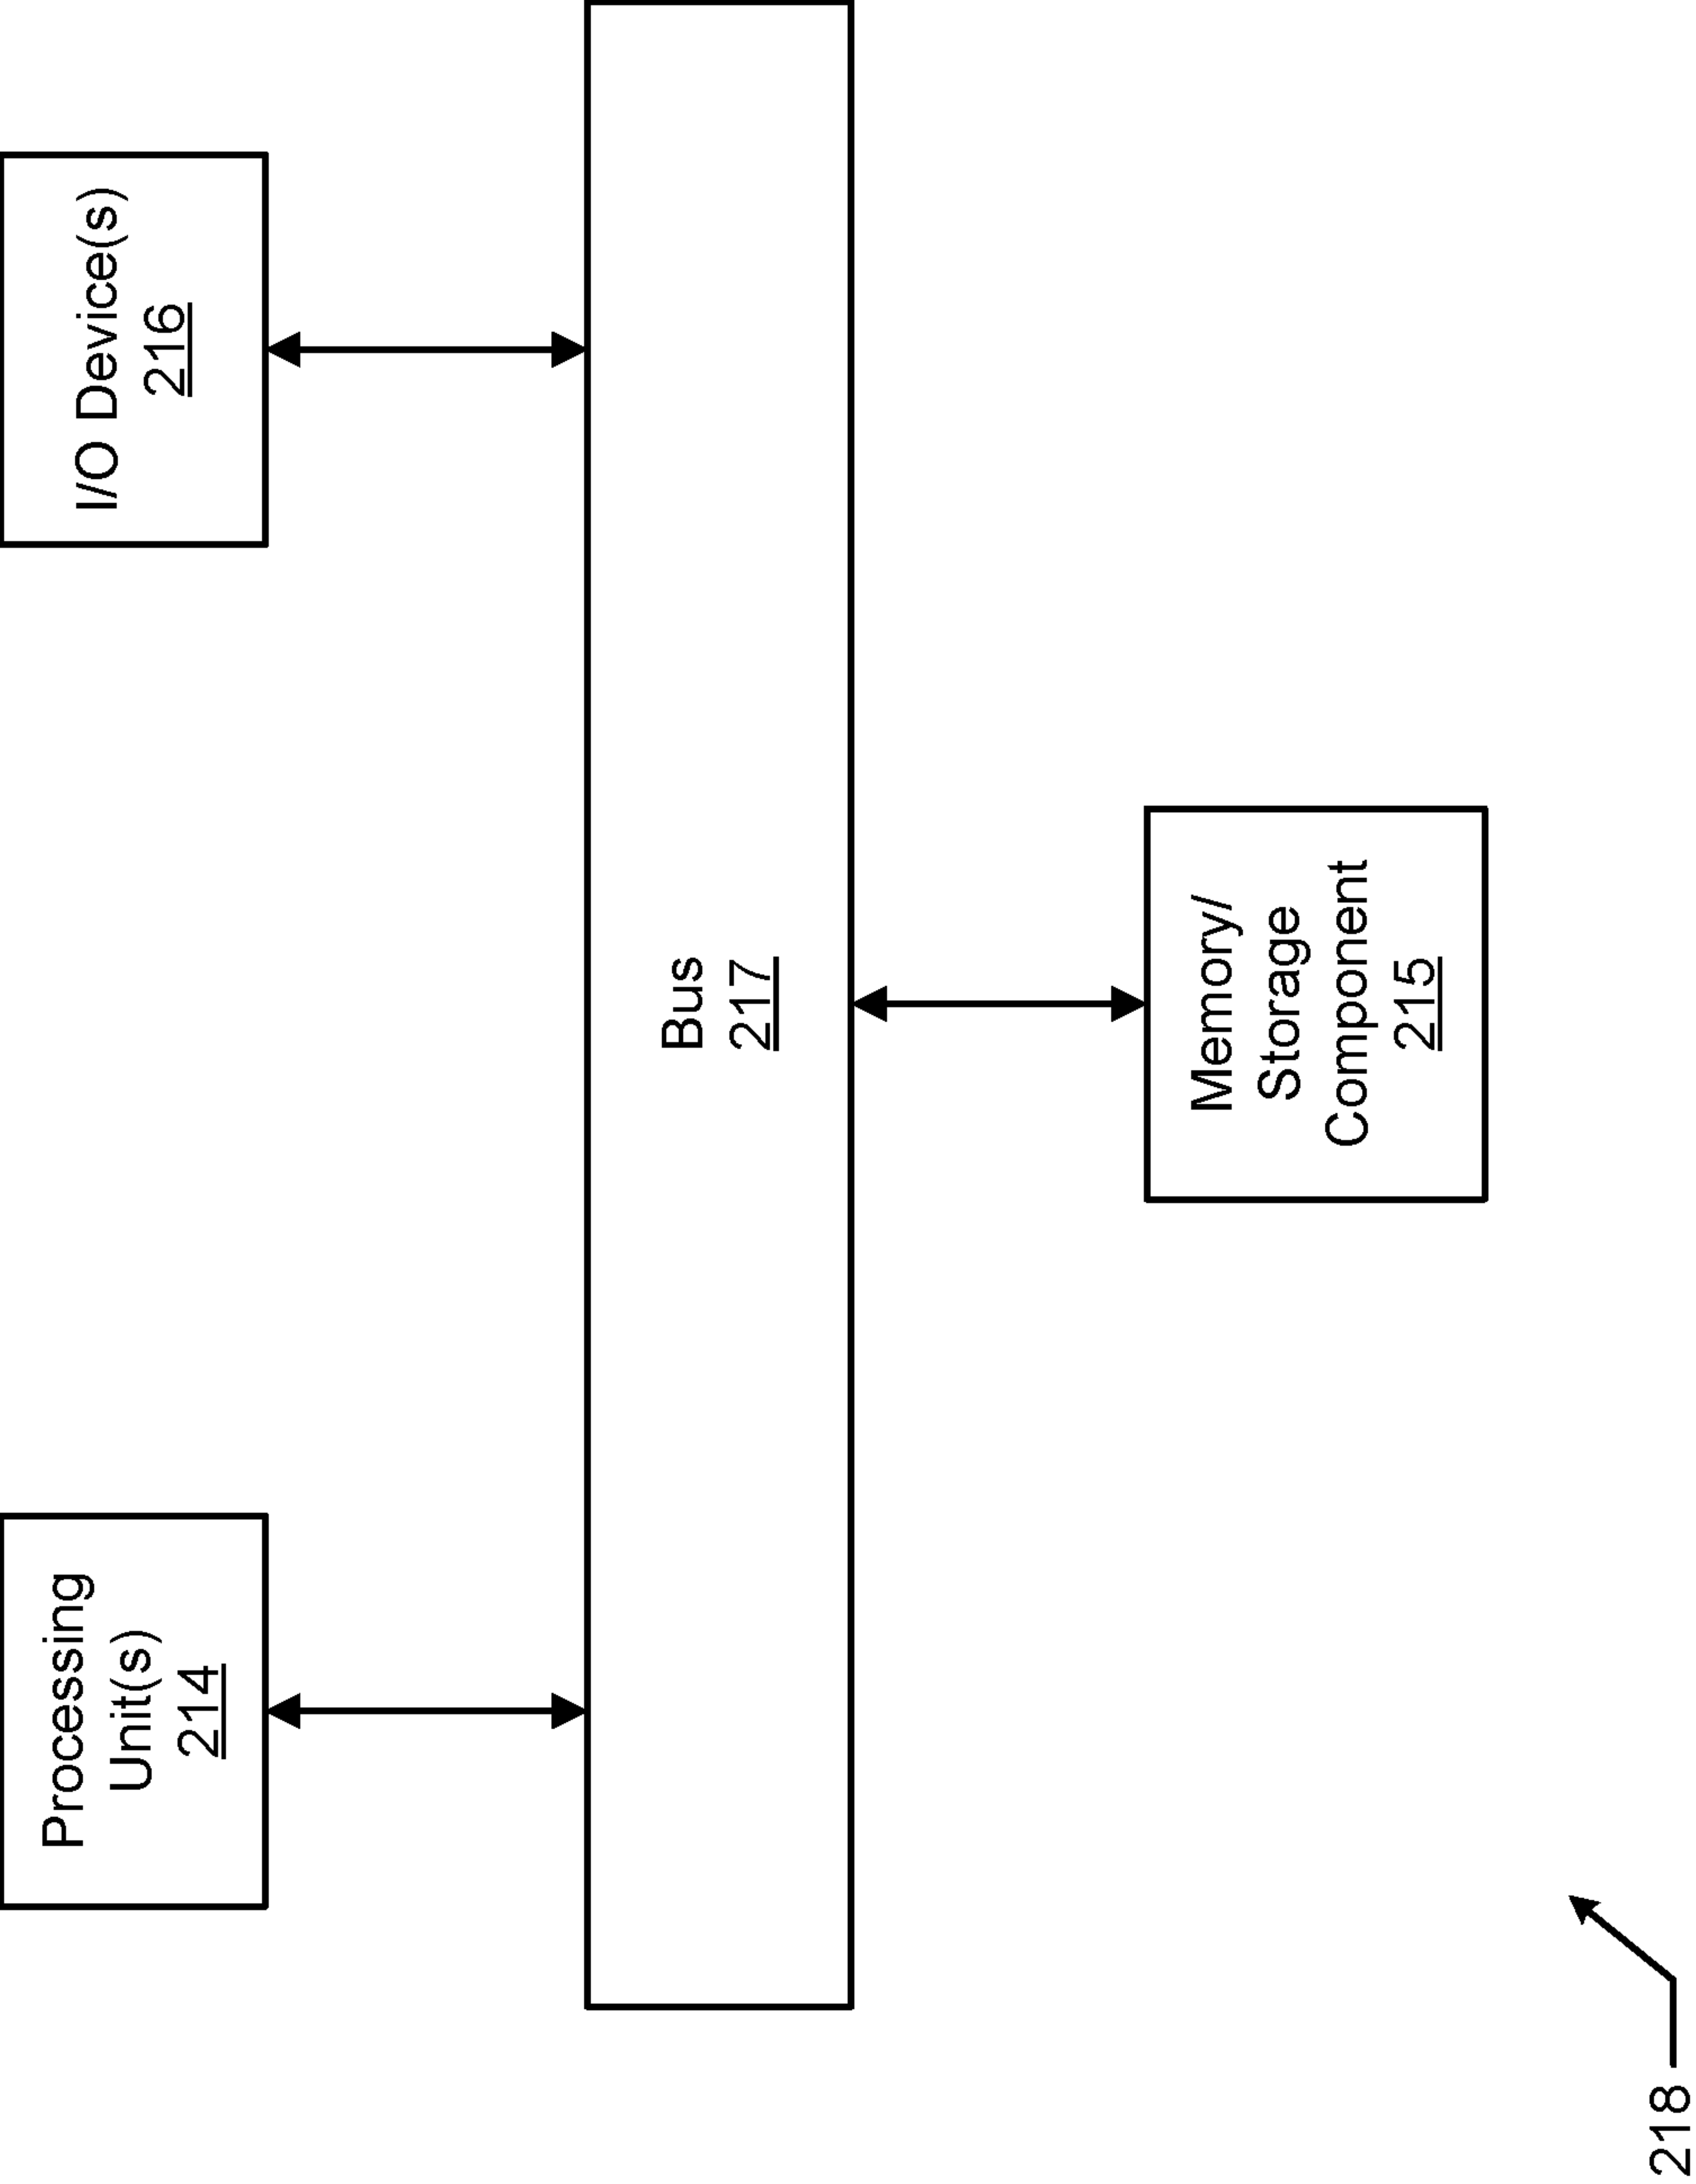 Processing
Unit(s)
214
I/O Device(s)
216
Bus
217
Memory/
Storage
Component
215
218